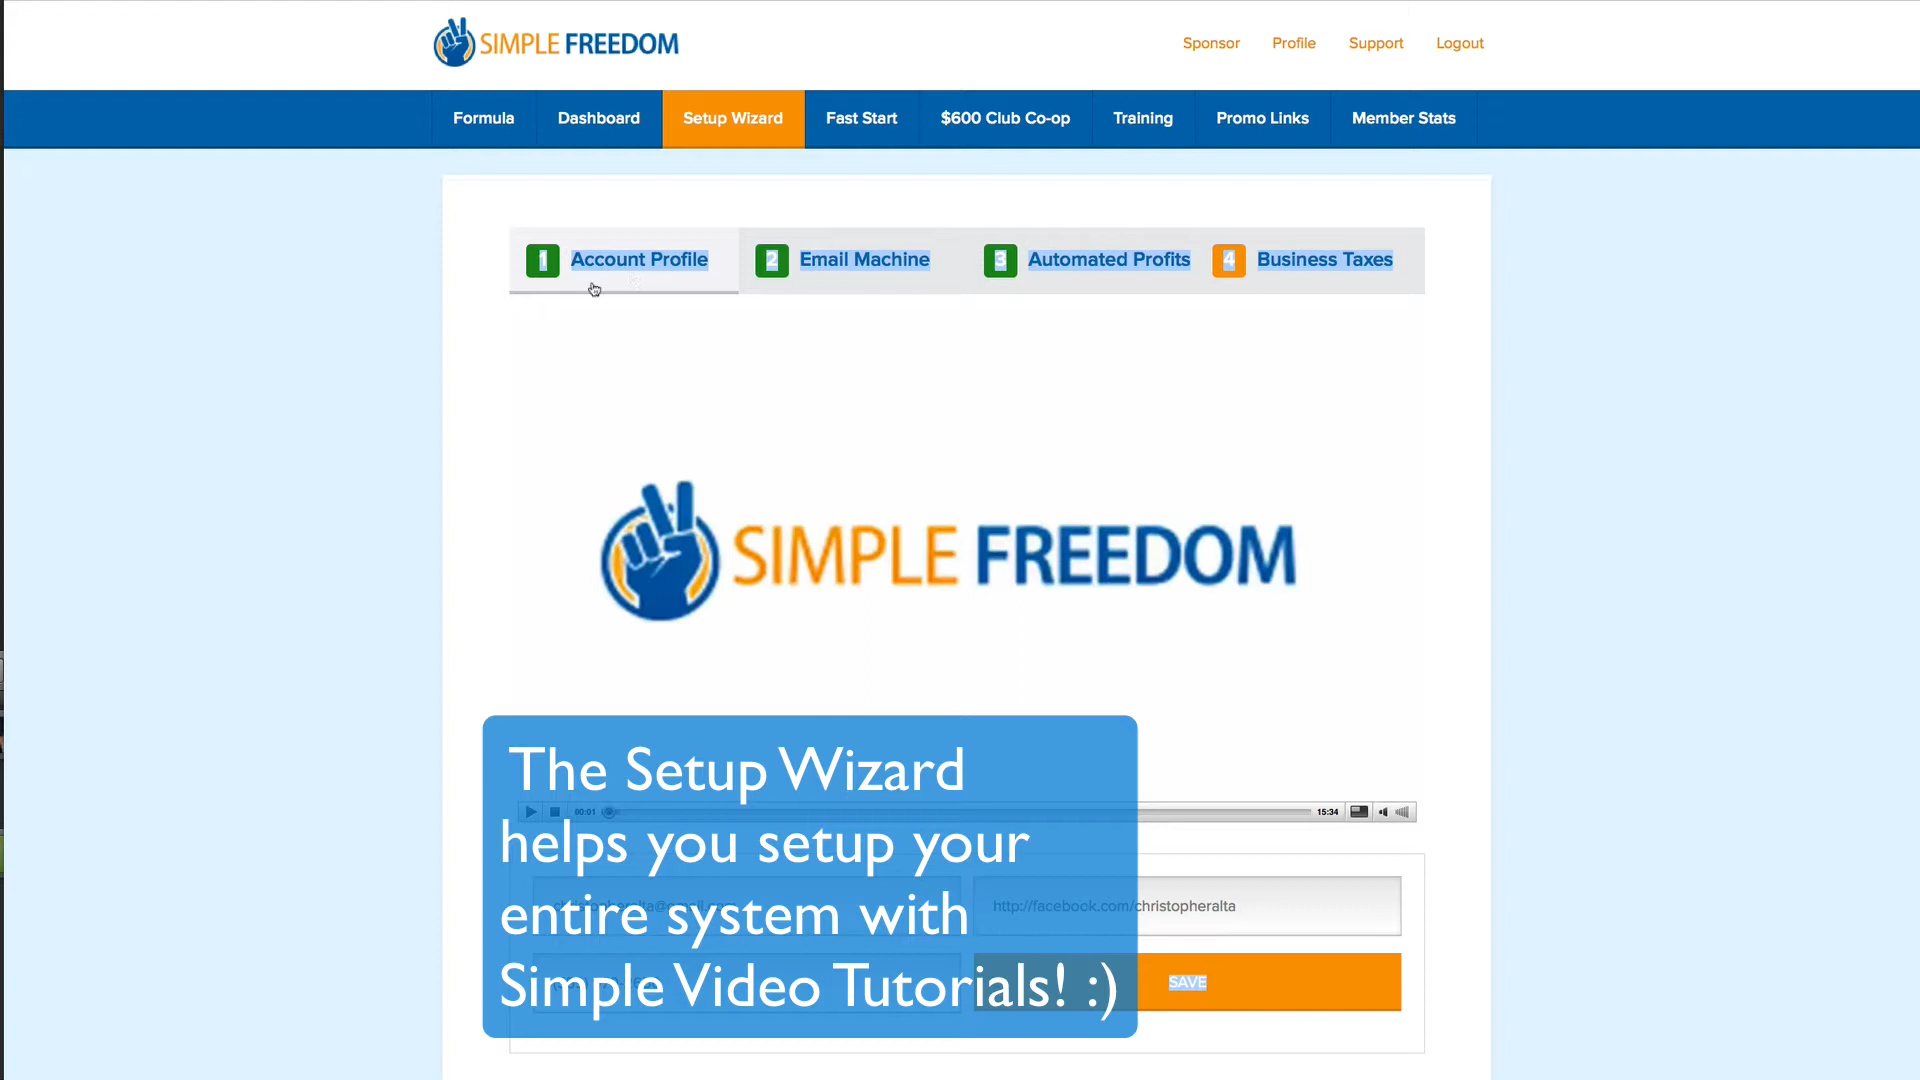 SIMPLE FREEDOM
Sponsor Profile Support Logout
Formula Dashboard Setup Wizard Fast Start $600 Club Co-op Training Promo Links Member Stats
1 Account Profile 2 Email Machine 3 Automated Profits 4 Business Taxes
SIMPLE FREEDOM
The Setup Wizard
00:01 15:34
helps you setup your
http://facebook.com/christopheralta
entire system with
Simple Video Tutorials! :)
SAVE